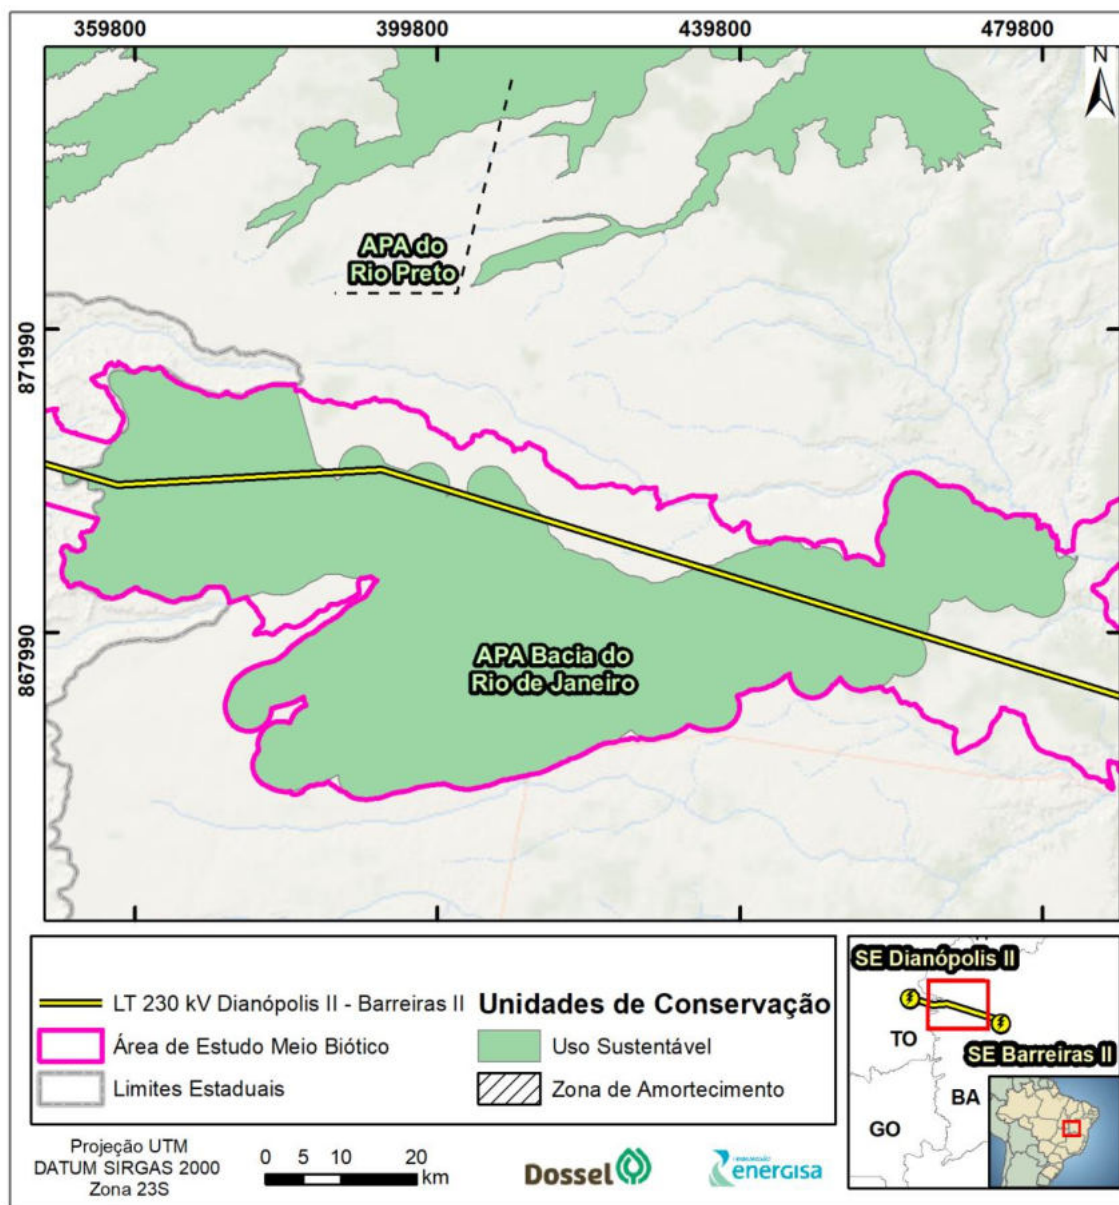 359800 399800 439800 479800
N
APA do
Rio Preto
871990
867990
APA Bacia do
Rio de Janeiro
LT 230 kV Dianópolis II - Barreiras II
Área de Estudo Meio Biótico
Limites Estaduais
Unidades de Conservação
Uso Sustentável
Zona de Amortecimento
SE Dianópolis II
TO
SE Barreiras II
BA
GO
Projeção UTM
DATUM SIRGAS 2000
Zona 23S
0 5 10 20
km
Dossel
energisa